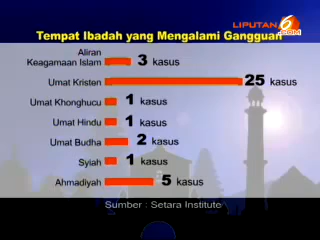 LIPUTAN 6
.COM
Tempat Ibadah yang Mengalami Gangguan
Aliran
Keagamaan Islam 3 kasus
Umat Kristen 25 kasus
Umat Khonghucu 1 kasus
Umat Hindu 1 kasus
Umat Budha 2 kasus
Syiah 1 kasus
Ahmadiyah 5 kasus
Sumber : Setara Institute